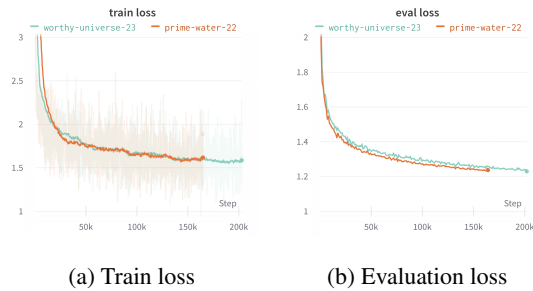 train loss
worthy-universe-23 prime-water-22
3
2.5
2
1.5
1
Step
50k 100k 150k 200k
(a) Train loss
eval loss
worthy-universe-23 prime-water-22
2
1.8
1.6
1.4
1.2
1
Step
50k 100k 150k 200k
(b) Evaluation loss